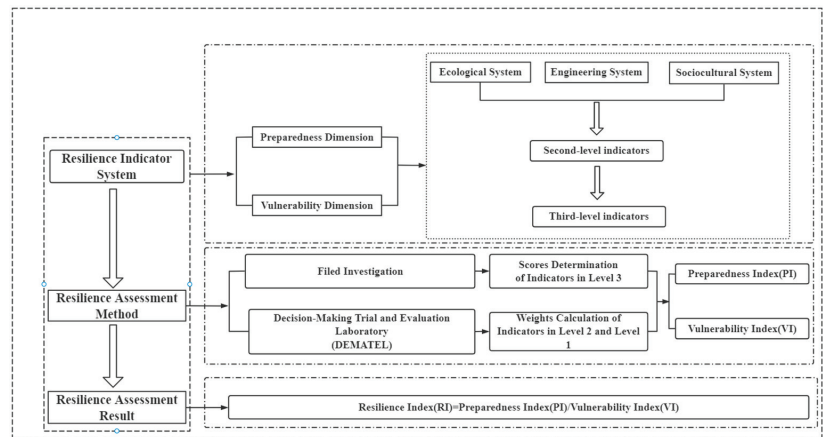 Ecological System
Engineering System
Sociocultural System
Preparedness Dimension
Resilience Indicator
System
Second-level indicators
Vulnerability Dimension
Third-level indicators
Filed Investigation
Scores Determination
of Indicators in Level 3
Preparedness Index(PI)
Resilience Assessment
Method
Decision-Making Trial and Evaluation
Laboratory
(DEMATEL)
Weights Calculation of
Indicators in Level 2 and Level
1
Vulnerability Index(VI)
Resilience Assessment
Result
Resilience Index(RI)=Preparedness Index(PI)/Vulnerability Index(VI)